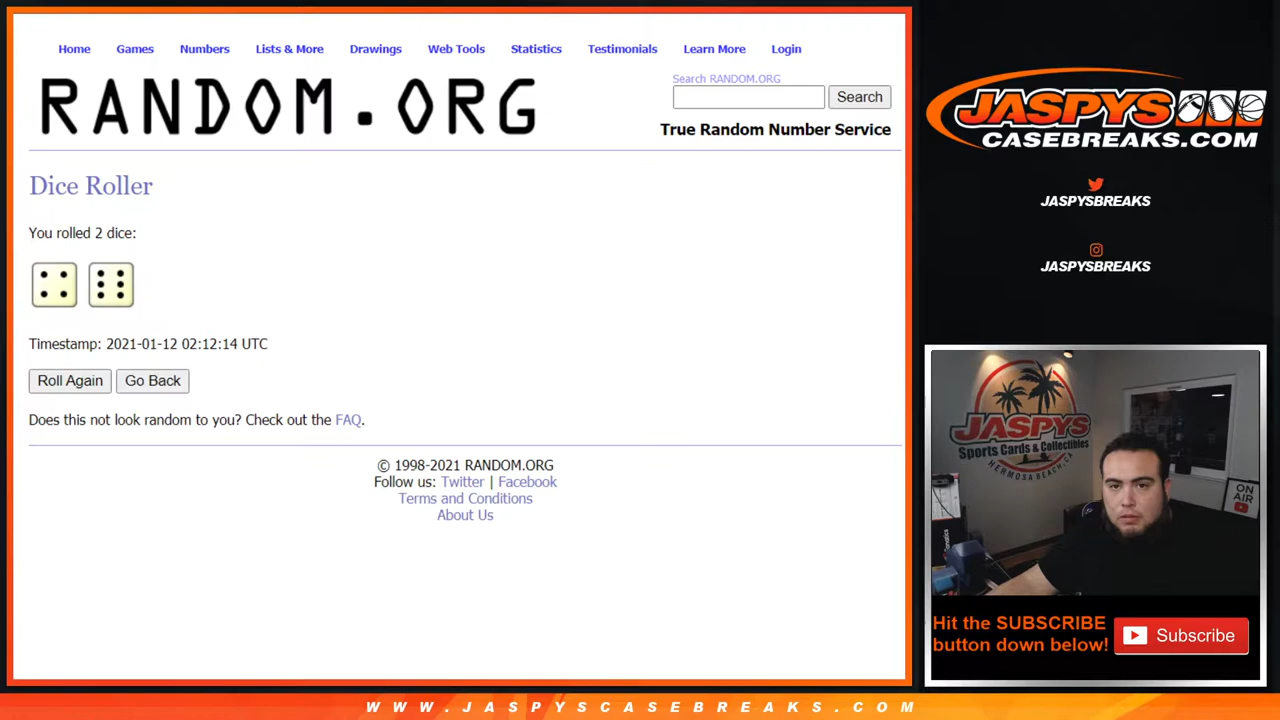 Home Games Numbers Lists & More Drawings Web Tools Statistics Testimonials Learn More Login
RANDOM.ORG
Search RANDOM.ORG
Search
True Random Number Service
Dice Roller
You rolled 2 dice:
Timestamp: 2021-01-12 02:12:14 UTC
Roll Again Go Back
Does this not look random to you? Check out the FAQ.
© 1998-2021 RANDOM.ORG
Follow us: Twitter | Facebook
Terms and Conditions
About Us
JASPYS
CASEBREAKS.COM
JASPYSBREAKS
JASPYSBREAKS
JASPYS
Sports Cards & Collectibles
HERMOSA BEACH, CA
ON
AIR
Hit the SUBSCRIBE
button down below!
Subscribe
WWW.JASPYSCASEBREAKS.COM